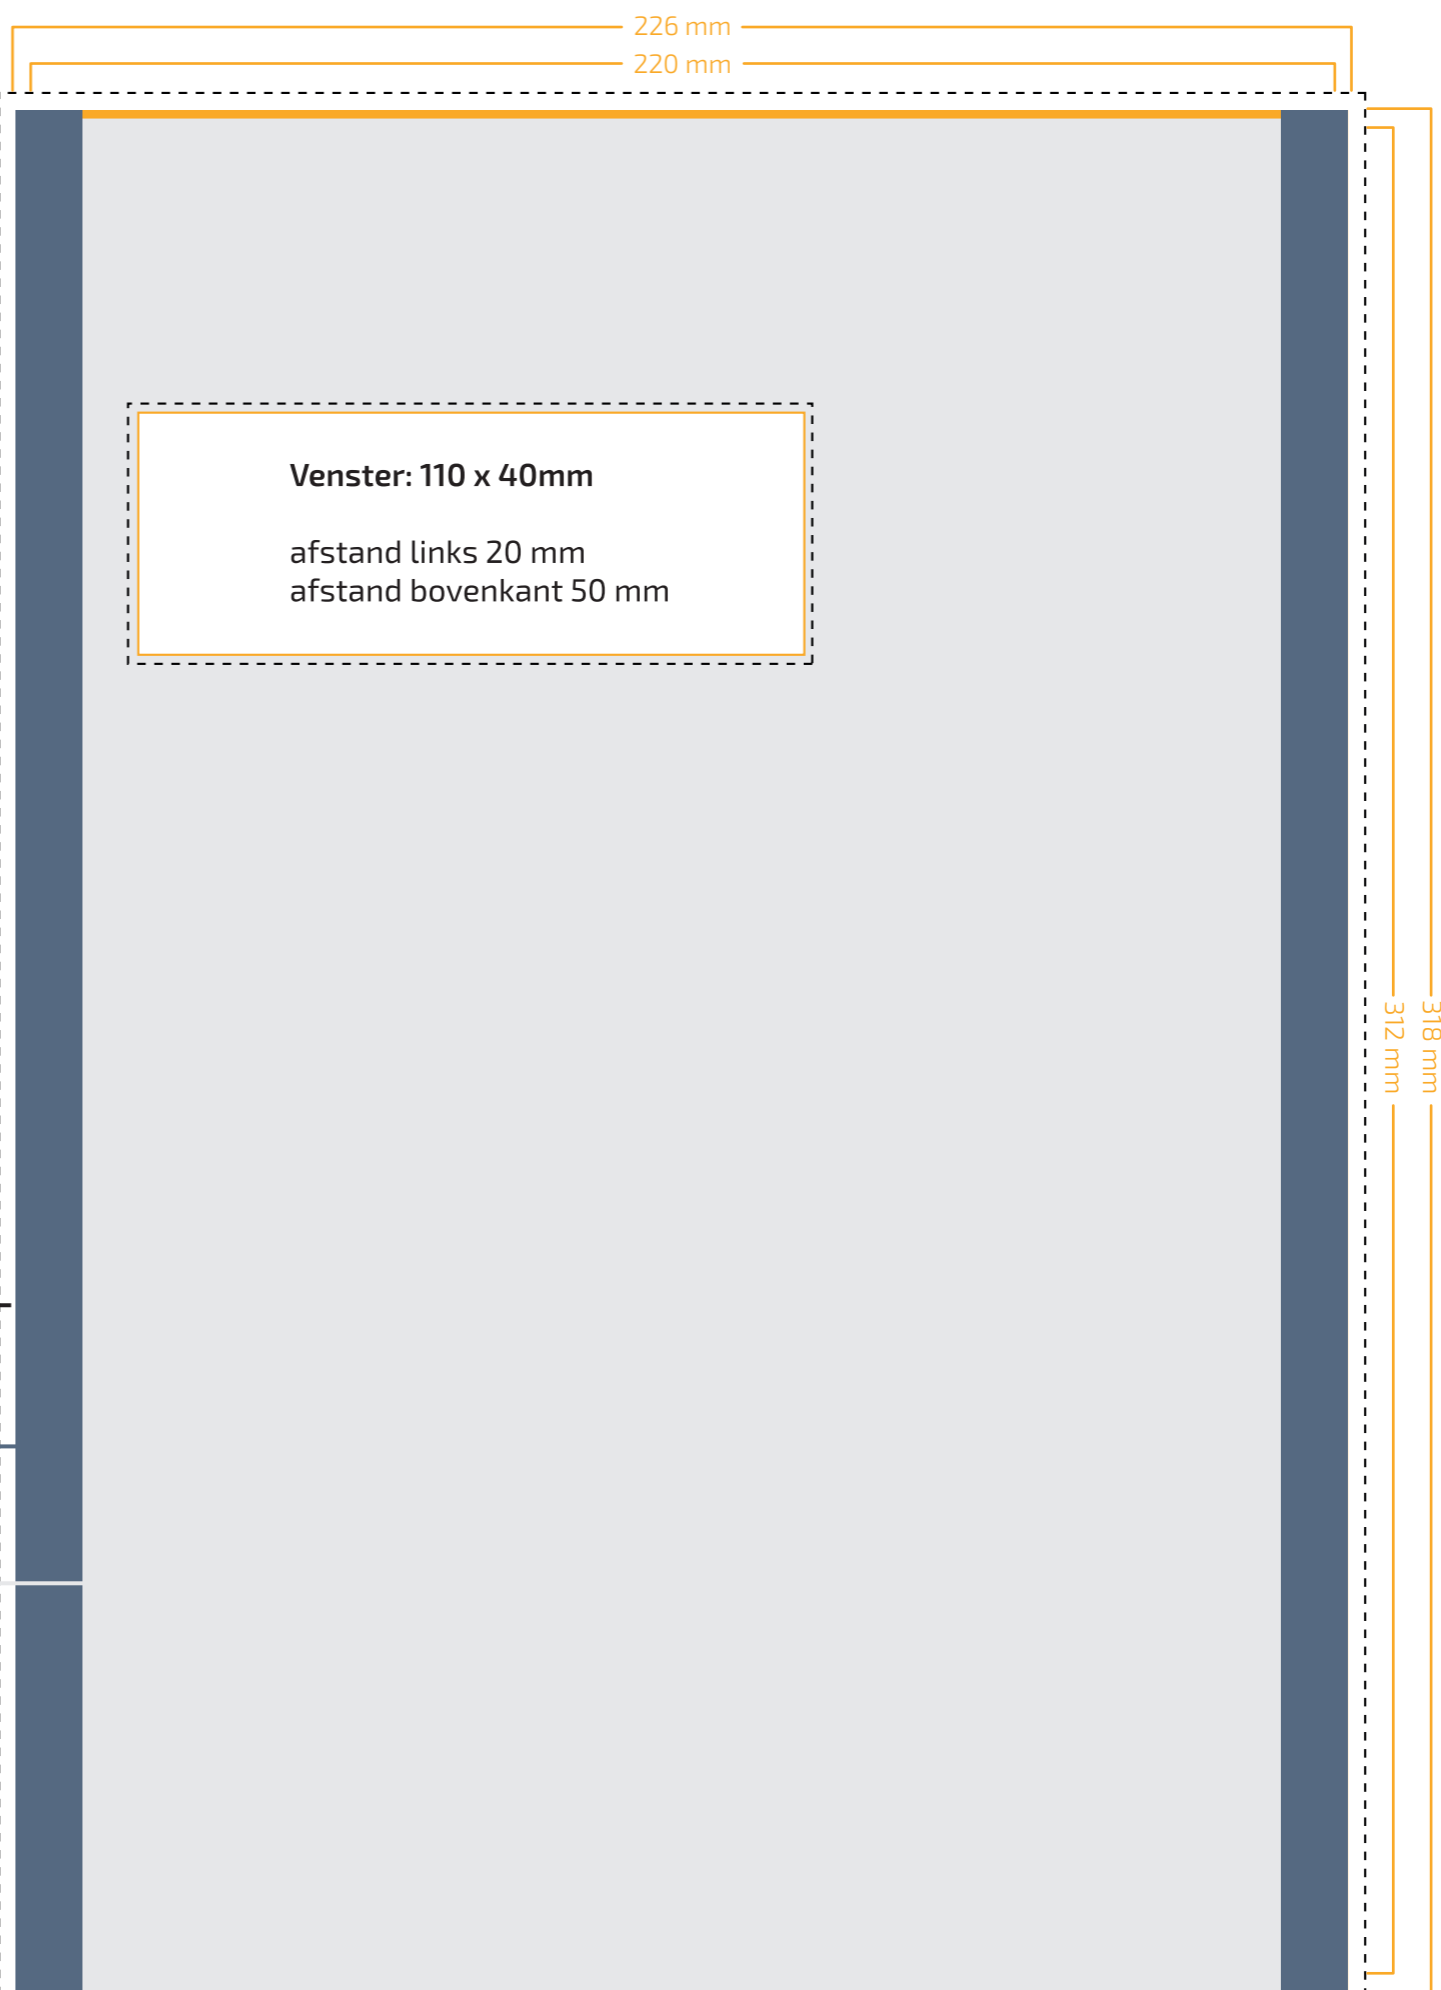 226 mm
220 mm
Venster: 110 x 40mm
afstand links 20 mm
afstand bovenkant 50 mm
312 mm
318 mm